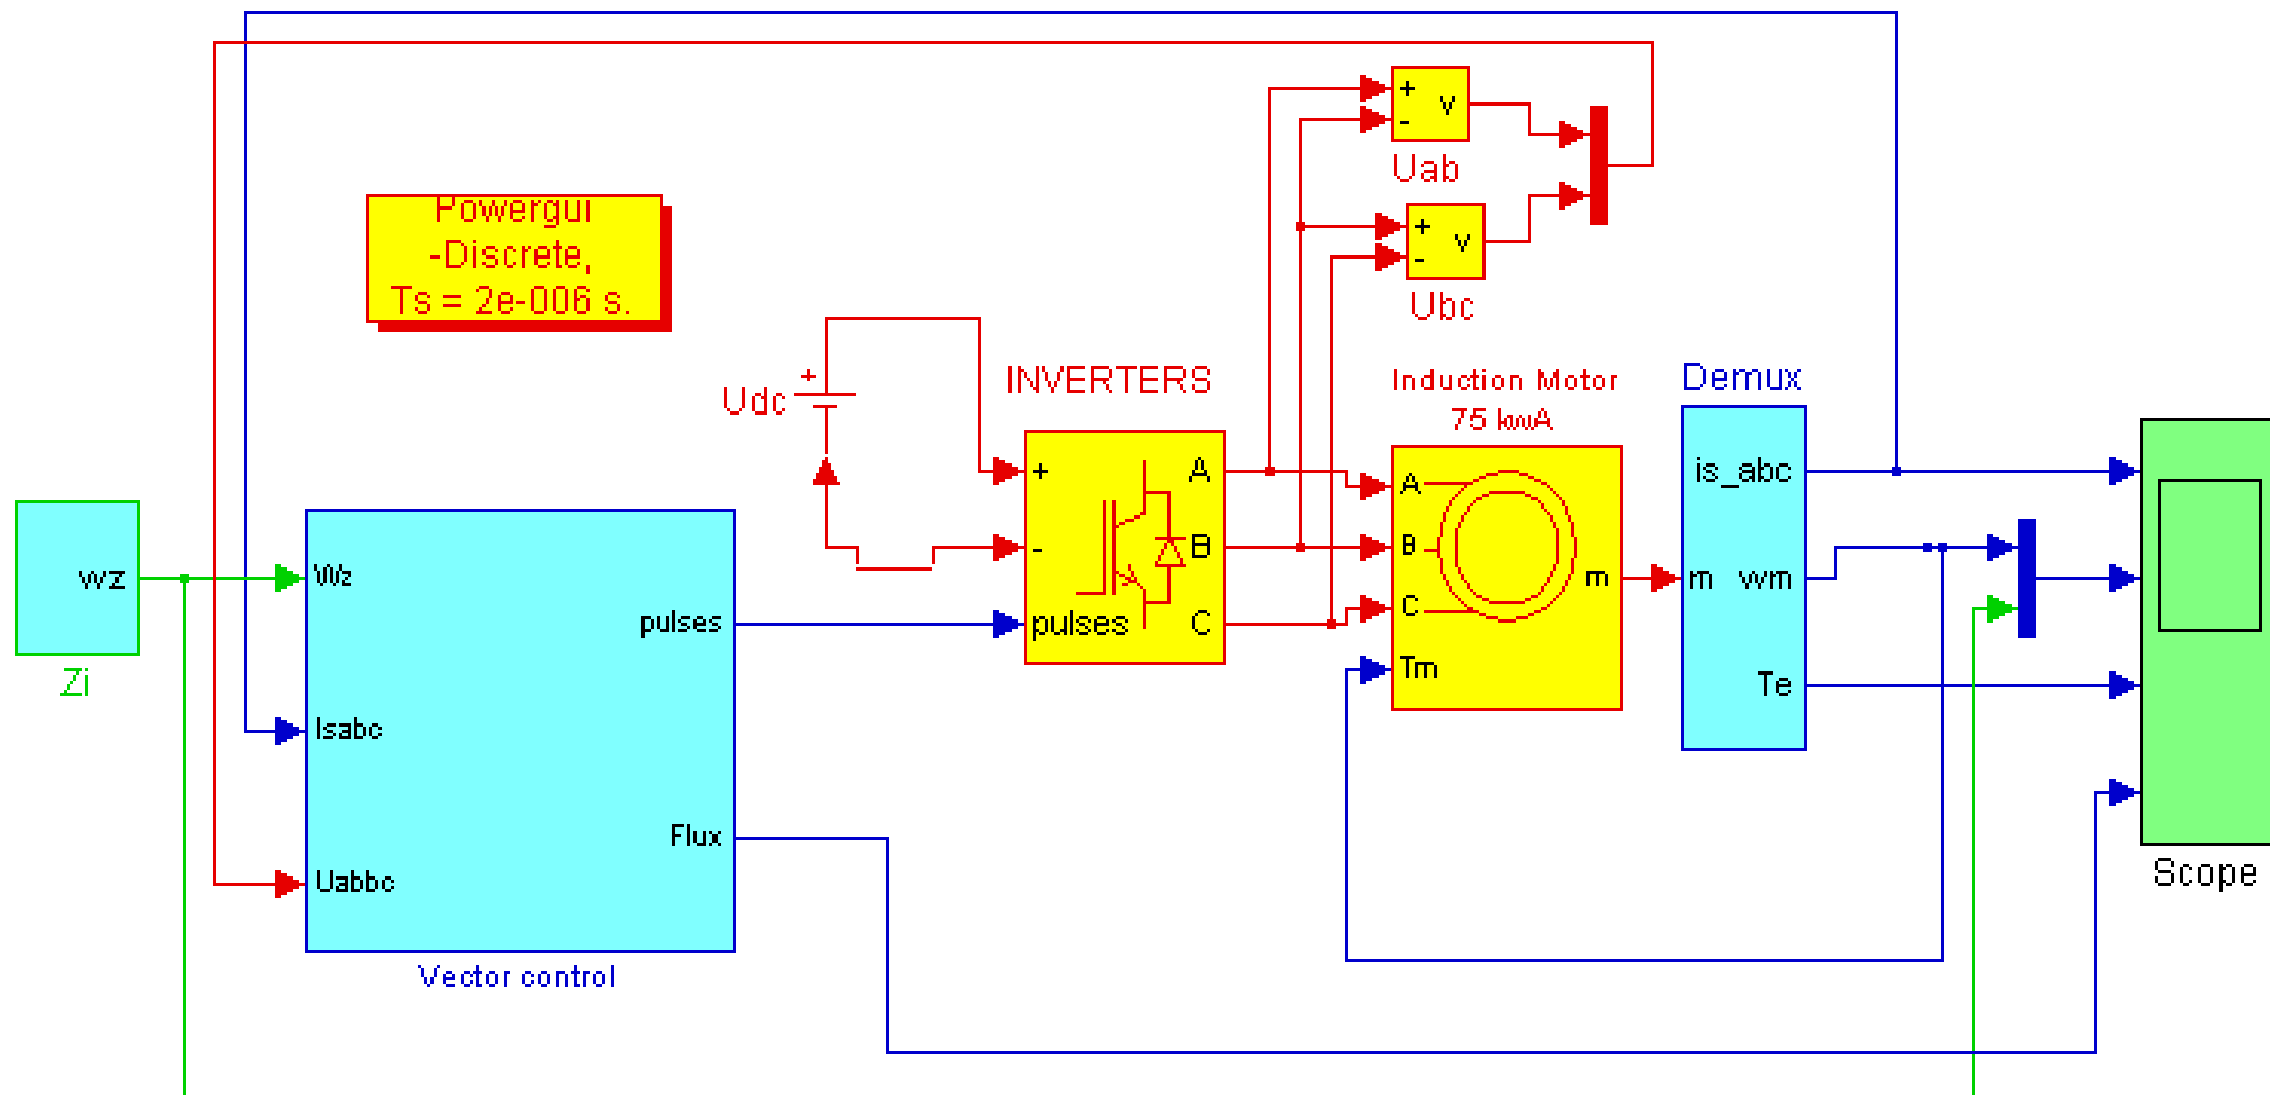 Powergui
-Discrete,
Ts = 2e-006 s.
+
-
v
Uab
+
-
v
Ubc
+
Udc
INVERTERS
+
-
pulses
A
B
C
Induction Motor
A
B
C
Tm
m
Demux
m
is_abc
wm
Te
Scope
wz
Zi
Wz
Isabc
Uabbc
pulses
Flux
Vector control
75